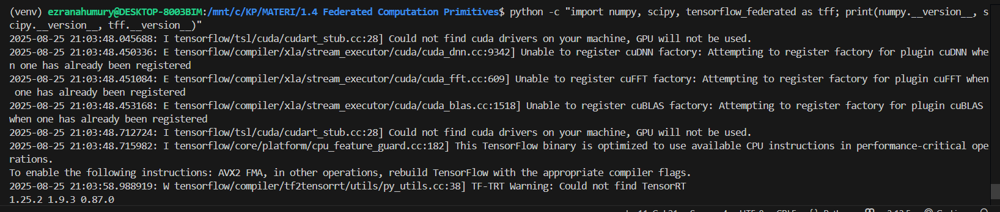 (venv) ezranahumury@DESKTOP-8003BIM:/mnt/c/KP/MATERI/1.4 Federated Computation Primitives$ python -c "import numpy, scipy, tensorflow_federated as tff; print(numpy.__version__, s
cipy.__version__, tff.__version__)"
2025-08-25 21:03:48.045688: I tensorflow/tsl/cuda/cudart_stub.cc:28] Could not find cuda drivers on your machine, GPU will not be used.
2025-08-25 21:03:48.450336: E tensorflow/compiler/xla/stream_executor/cuda/cuda_dnn.cc:9342] Unable to register cuDNN factory: Attempting to register factory for plugin cuDNN whe
n one has already been registered
2025-08-25 21:03:48.451084: E tensorflow/compiler/xla/stream_executor/cuda/cuda_fft.cc:609] Unable to register cuFFT factory: Attempting to register factory for plugin cuFFT when
one has already been registered
2025-08-25 21:03:48.453168: E tensorflow/compiler/xla/stream_executor/cuda/cuda_blas.cc:1518] Unable to register cuBLAS factory: Attempting to register factory for plugin cuBLAS
when one has already been registered
2025-08-25 21:03:48.712724: I tensorflow/tsl/cuda/cudart_stub.cc:28] Could not find cuda drivers on your machine, GPU will not be used.
2025-08-25 21:03:48.715982: I tensorflow/core/platform/cpu_feature_guard.cc:182] This TensorFlow binary is optimized to use available CPU instructions in performance-critical ope
rations.
To enable the following instructions: AVX2 FMA, in other operations, rebuild TensorFlow with the appropriate compiler flags.
2025-08-25 21:03:58.988919: W tensorflow/compiler/tf2tensorrt/utils/py_utils.cc:38] TF-TRT Warning: Could not find TensorRT
1.25.2 1.9.3 0.87.0